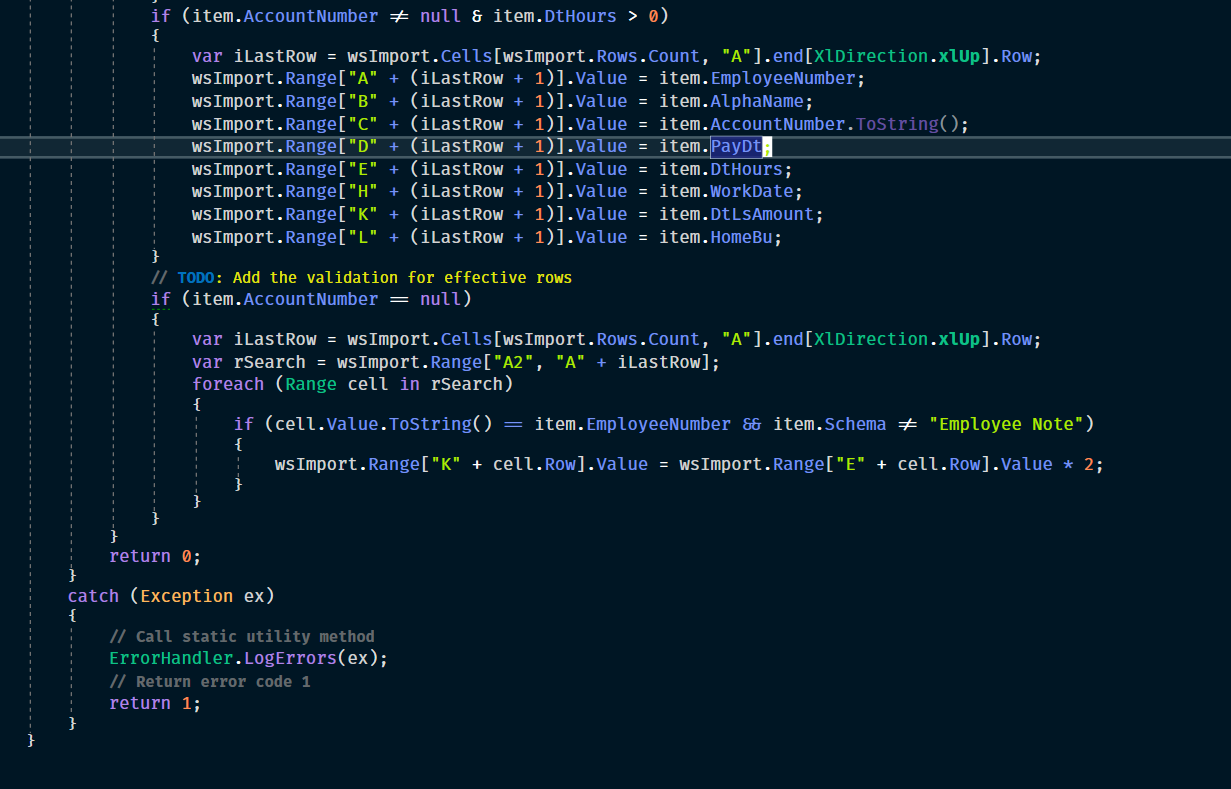 if (item.AccountNumber ≠ null & item.DtHours > 0)
{
var iLastRow = wsImport.Cells[wsImport.Rows.Count, "A"].end[XlDirection.xlUp].Row;
wsImport.Range["A" + (iLastRow + 1)].Value = item.EmployeeNumber;
wsImport.Range["B" + (iLastRow + 1)].Value = item.AlphaName;
wsImport.Range["C" + (iLastRow + 1)].Value = item.AccountNumber.ToString();
wsImport.Range["D" + (iLastRow + 1)].Value = item.PayDt;
wsImport.Range["E" + (iLastRow + 1)].Value = item.DtHours;
wsImport.Range["H" + (iLastRow + 1)].Value = item.WorkDate;
wsImport.Range["K" + (iLastRow + 1)].Value = item.DtLsAmount;
wsImport.Range["L" + (iLastRow + 1)].Value = item.HomeBu;
}
// TODO: Add the validation for effective rows
if (item.AccountNumber == null)
{
var iLastRow = wsImport.Cells[wsImport.Rows.Count, "A"].end[XlDirection.xlUp].Row;
var rSearch = wsImport.Range["A2", "A" + iLastRow];
foreach (Range cell in rSearch)
{
if (cell.Value.ToString() == item.EmployeeNumber && item.Schema ≠ "Employee Note")
{
wsImport.Range["K" + cell.Row].Value = wsImport.Range["E" + cell.Row].Value * 2;
}
}
}
}
return 0;
}
catch (Exception ex)
{
// Call static utility method
ErrorHandler.LogErrors(ex);
// Return error code 1
return 1;
}
}